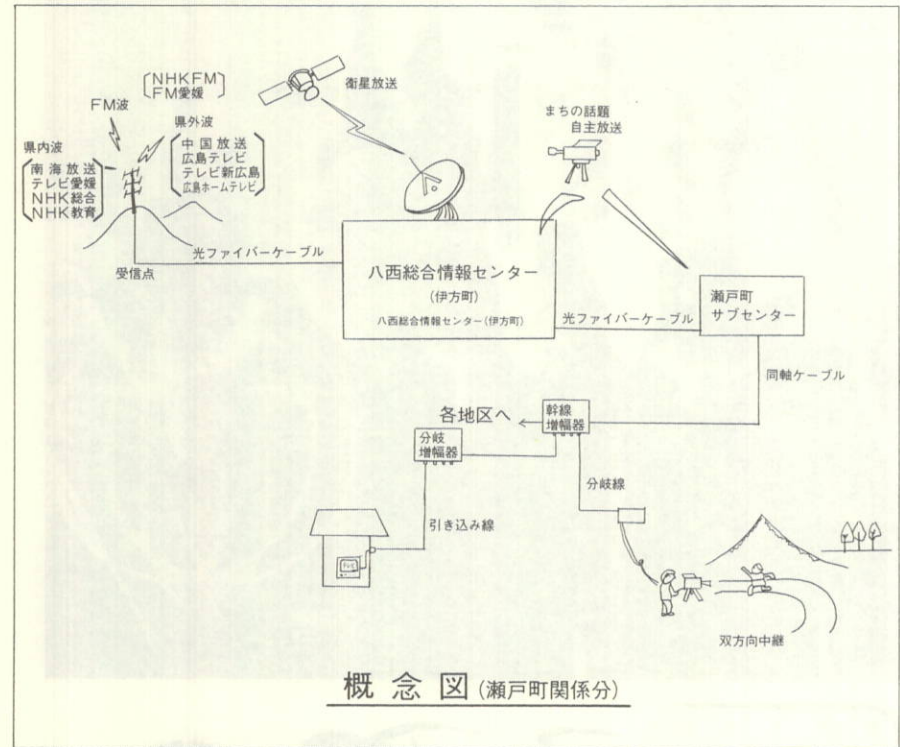 NHKFM
FM愛媛
FM波
県外波
中国放送
広島テレビ
テレビ新広島
広島ホームテレビ
県内波
南海放送
テレビ愛媛
NHK総合
NHK教育
衛星放送
まちの話題
自主放送
受信点
光ファイバーケーブル
八西総合情報センター
(伊方町)
八西総合情報センター(伊方町)
光ファイバーケーブル
瀬戸町
サブセンター
同軸ケーブル
各地区へ
幹線
増幅器
分岐
増幅器
分岐線
引き込み線
双方向中継
概念図(瀬戸町関係分)